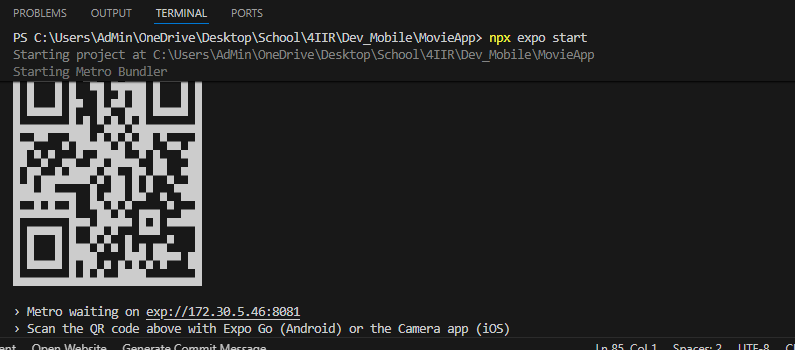 PROBLEMS OUTPUT TERMINAL PORTS
PS C:\Users\AdMin\OneDrive\Desktop\School\4IIR\Dev_Mobile\MovieApp> npx expo start
Starting project at C:\Users\AdMin\OneDrive\Desktop\School\4IIR\Dev_Mobile\MovieApp
Starting Metro Bundler
› Metro waiting on exp://172.30.5.46:8081
› Scan the QR code above with Expo Go (Android) or the Camera app (iOS)
Open Website Generate Commit Message Ln 85, Col 1 Spaces: 2 UTF-8